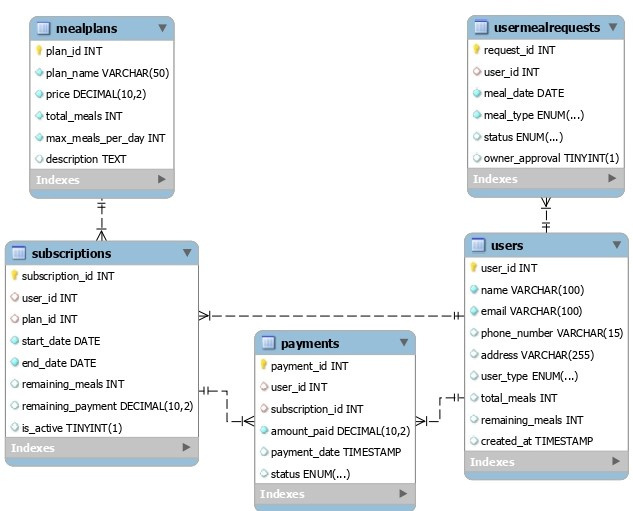 mealplans
plan_id INT
plan_name VARCHAR(50)
price DECIMAL(10,2)
total_meals INT
max_meals_per_day INT
description TEXT
Indexes
usermealrequests
request_id INT
user_id INT
meal_date DATE
meal_type ENUM(...)
status ENUM(...)
owner_approval TINYINT(1)
Indexes
subscriptions
subscription_id INT
user_id INT
plan_id INT
start_date DATE
end_date DATE
remaining_meals INT
remaining_payment DECIMAL(10,2)
is_active TINYINT(1)
Indexes
payments
payment_id INT
user_id INT
subscription_id INT
amount_paid DECIMAL(10,2)
payment_date TIMESTAMP
status ENUM(...)
Indexes
users
user_id INT
name VARCHAR(100)
email VARCHAR(100)
phone_number VARCHAR(15)
address VARCHAR(255)
user_type ENUM(...)
total_meals INT
remaining_meals INT
created_at TIMESTAMP
Indexes